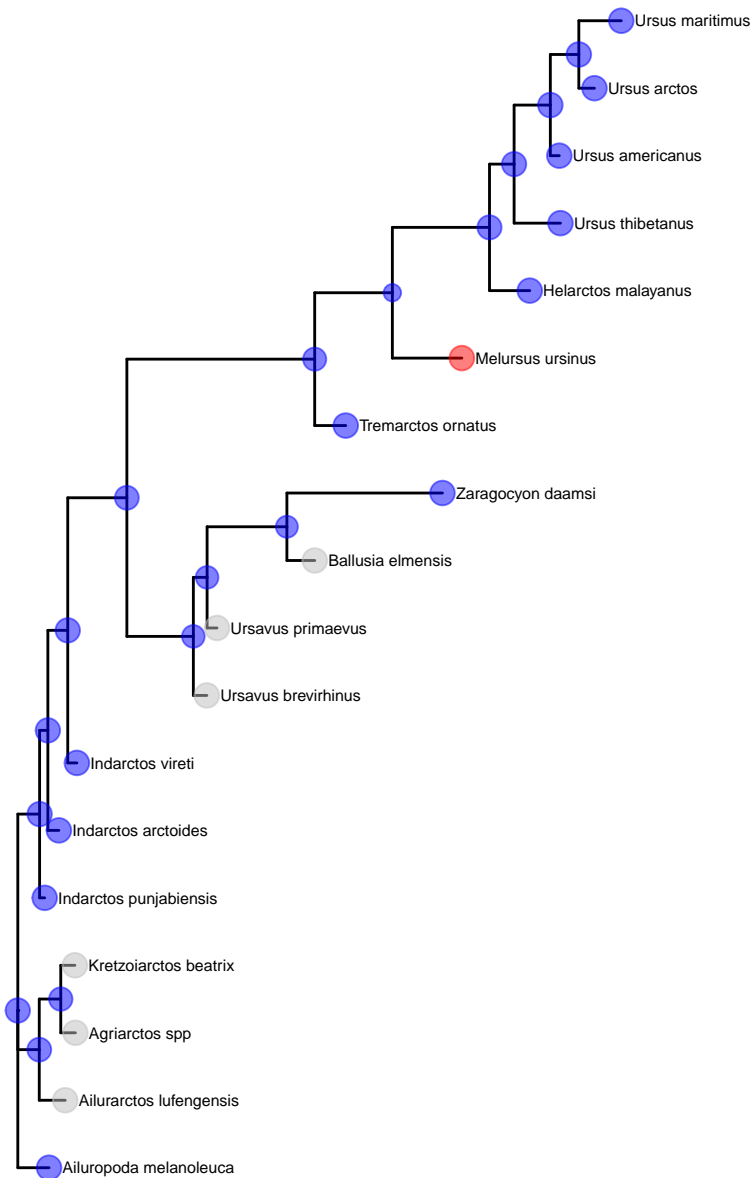 Ursus maritimus
Ursus arctos
Ursus americanus
Ursus thibetanus
Helarctos malayanus
Melursus ursinus
Tremarctos ornatus
Zaragocyon daamsi
Ballusia elmensis
Ursavus primaevus
Ursavus brevirhinus
Indarctos vireti
Indarctos arctoides
Indarctos punjabiensis
Kretzoiarctos beatrix
Agriarctos spp
Ailurarctos lufengensis
Ailuropoda melanoleuca